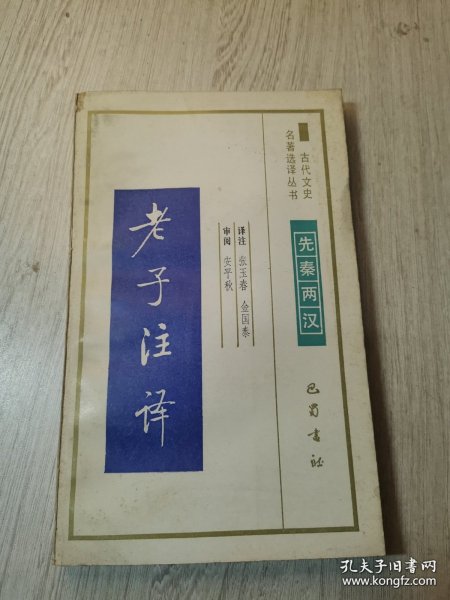 古代文史
名著选译丛书
先秦两汉
巴蜀书社
译注 张玉春 金国泰
审阅 安平秋
老子注译
孔夫子旧书网
www.kongfz.com